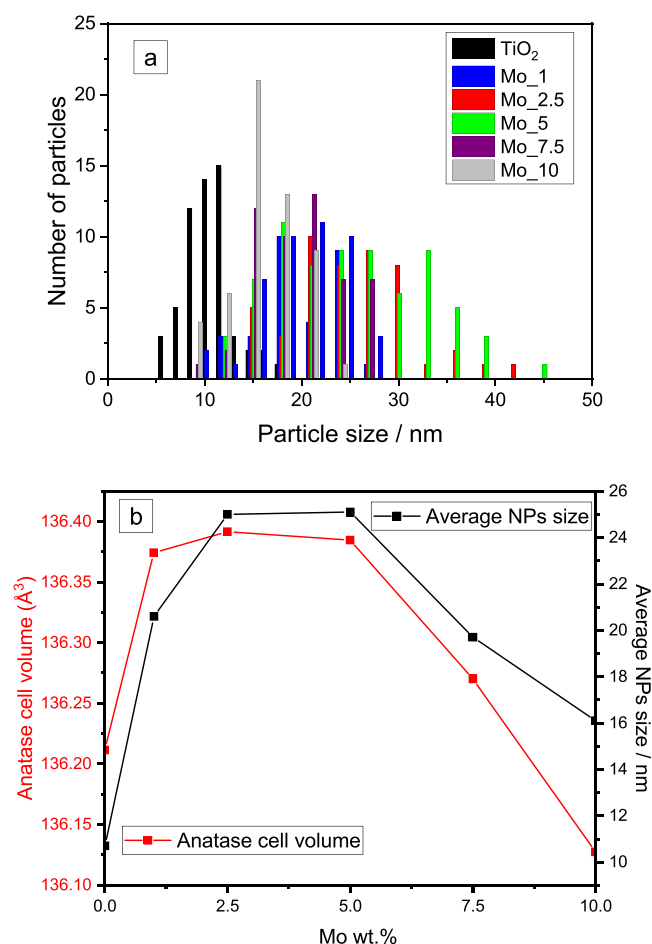 a
25
20
15
10
5
0
Number of particles
TiO₂
Mo_1
Mo_2.5
Mo_5
Mo_7.5
Mo_10
0 10 20 30 40 50
Particle size / nm
b
136.40
136.35
136.30
136.25
136.20
136.15
136.10
Anatase cell volume (Å³)
Average NPs size
Anatase cell volume
26
24
22
20
18
16
14
12
10
Average NPs size / nm
0.0 2.5 5.0 7.5 10.0
Mo wt.%